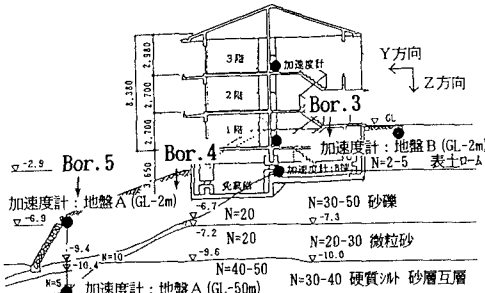 3階
加速度計
Y方向
Z方向
2,980
8,380
2階
2,700
Bor.3
GL
1階
2,700
加速度計：地盤B (GL-2m)
-2.9
Bor.5
Bor.4
N=2-5 表土ローム
3,650
加速度計：地盤A (GL-2m)
-6.9
-6.7
N=20
N=30-50 砂礫
-7.2
-7.3
N=20
N=20-30 微粒砂
-9.4
N=10
-9.6
-10.0
-10.4
N=40-50
N=30-40 硬質シルト 砂層互層
N=5
加速度計：地盤A (GL-50m)